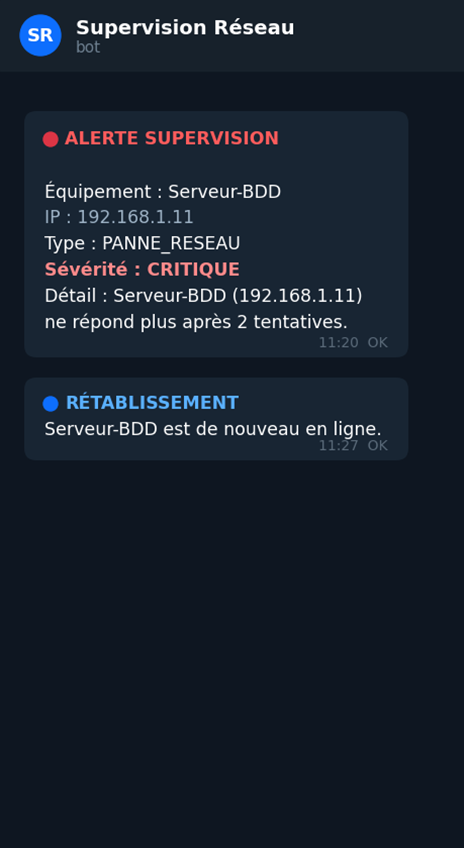 SR
Supervision Réseau
bot
ALERTE SUPERVISION
Équipement : Serveur-BDD
IP : 192.168.1.11
Type : PANNE_RESEAU
Sévérité : CRITIQUE
Détail : Serveur-BDD (192.168.1.11)
ne répond plus après 2 tentatives.
11:20 OK
RÉTABLISSEMENT
Serveur-BDD est de nouveau en ligne.
11:27 OK